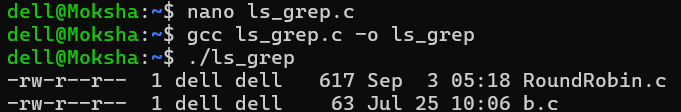 dell@Moksha:~$ nano ls_grep.c
dell@Moksha:~$ gcc ls_grep.c -o ls_grep
dell@Moksha:~$ ./ls_grep
-rw-r--r--  1 dell dell   617 Sep  3 05:18 RoundRobin.c
-rw-r--r--  1 dell dell    63 Jul 25 10:06 b.c